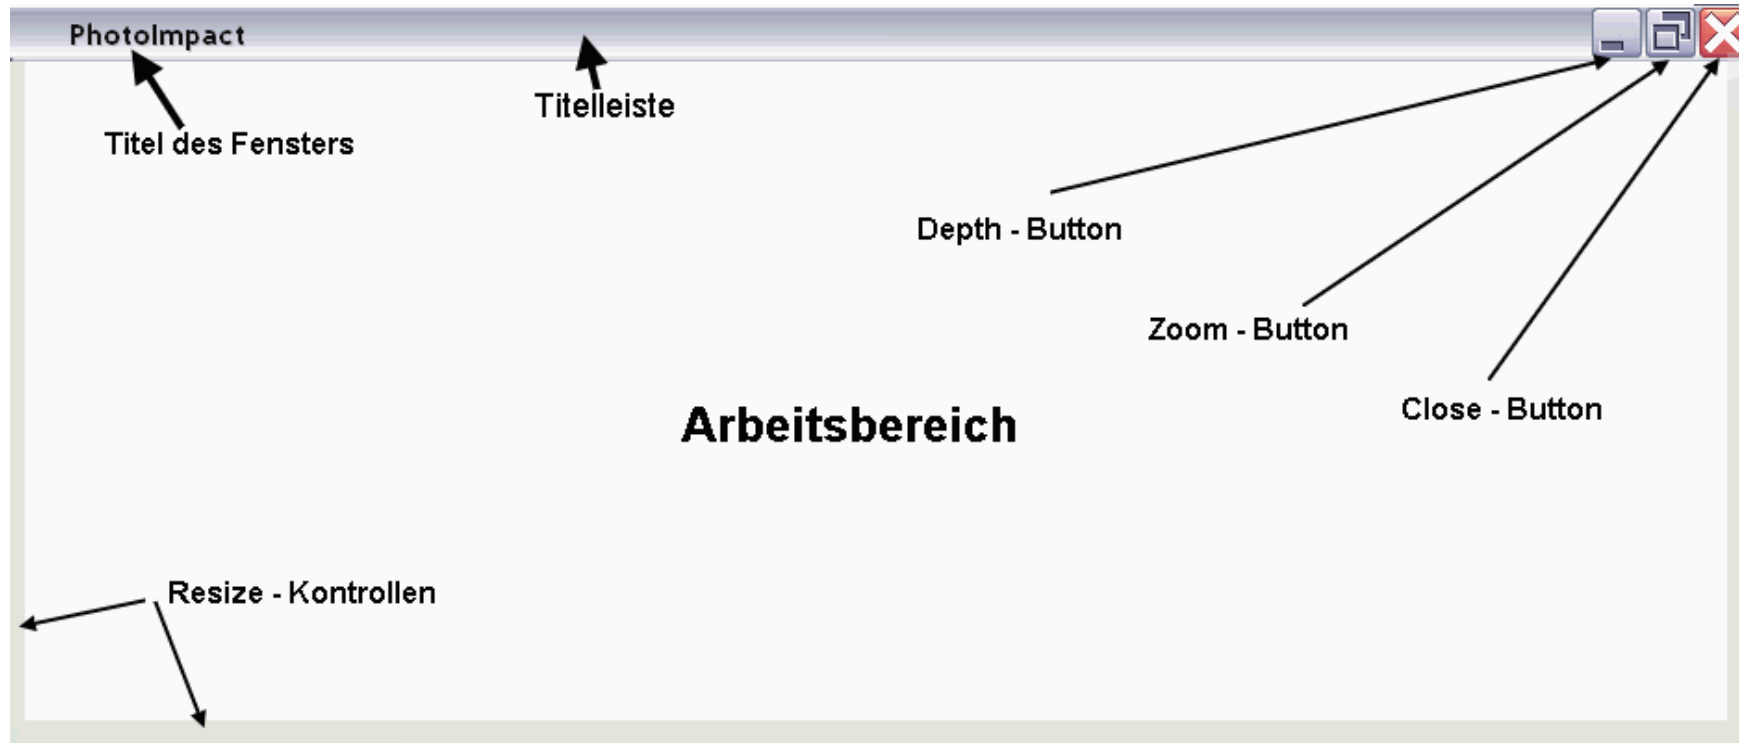 PhotoImpact
Titelleiste
Titel des Fensters
Depth - Button
Zoom - Button
Close - Button
Arbeitsbereich
Resize - Kontrollen